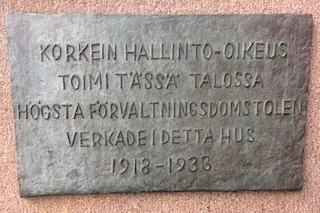 KORKEIN HALLINTO-OIKEUS
TOIMI TÄSSÄ TALOSSA
HÖGSTA FÖRVALTNINGSDOMSTOLEN
VERKADE I DETTA HUS
1918-1933